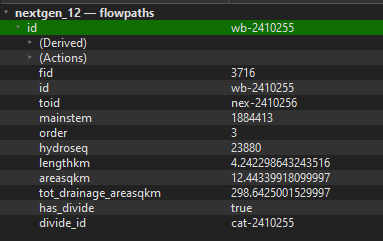 nextgen_12 — flowpaths
id wb-2410255
(Derived)
(Actions)
fid 3716
id wb-2410255
toid nex-2410256
mainstem 1884413
order 3
hydroseq 23880
lengthkm 4.242298643243516
areasqkm 12.44339918099997
tot_drainage_areasqkm 298.6425001529997
has_divide true
divide_id cat-2410255